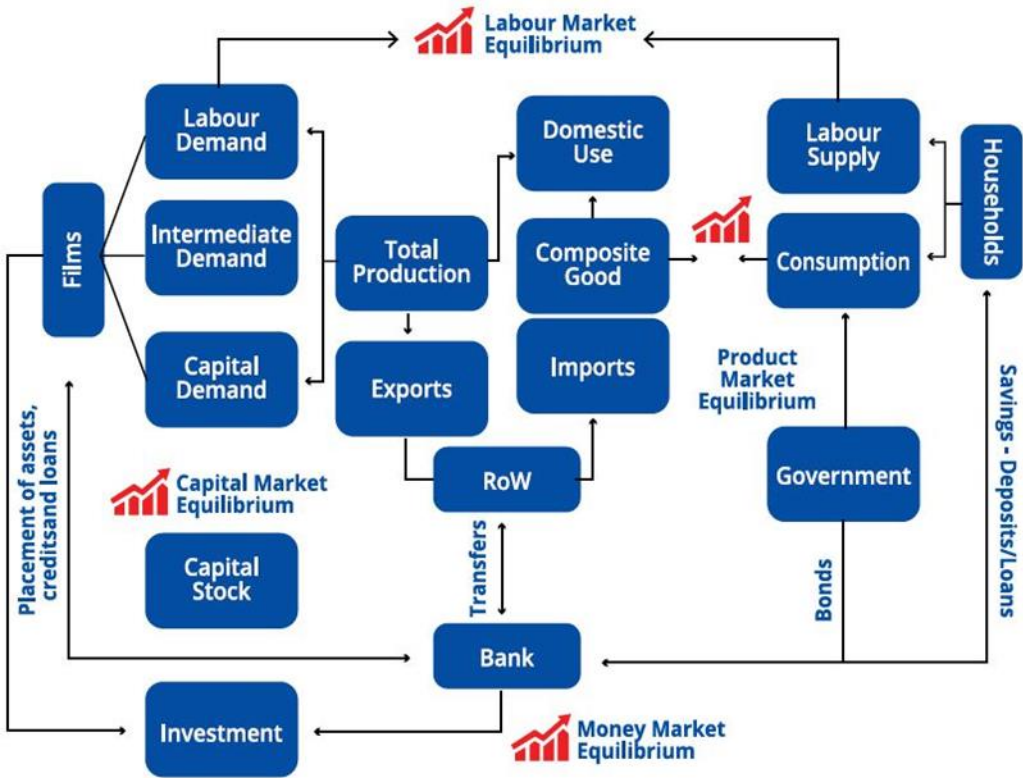 Labour Market
Equilibrium
Labour
Demand
Domestic
Use
Labour
Supply
Households
Films
Intermediate
Demand
Total
Production
Composite
Good
Consumption
Capital
Demand
Exports
Imports
Product
Market
Equilibrium
Placement of assets,
creditsand loans
Capital Market
Equilibrium
RoW
Government
Savings - Deposits/Loans
Capital
Stock
Transfers
Bonds
Bank
Investment
Money Market
Equilibrium